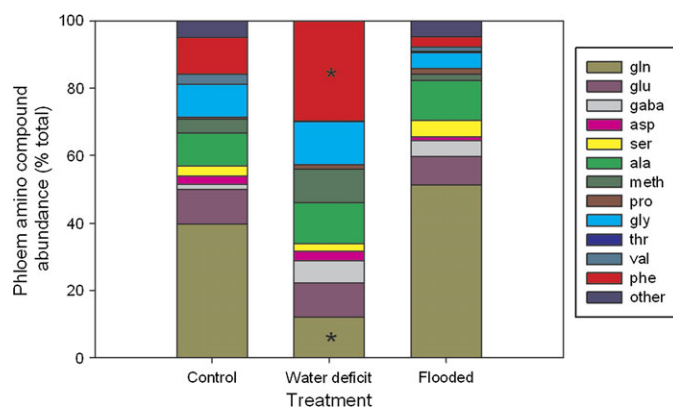 Phloem amino compound
abundance (% total)
100
80
60
40
20
0
*
*
Control
Water deficit
Flooded
Treatment
gln
glu
gaba
asp
ser
ala
meth
pro
gly
thr
val
phe
other